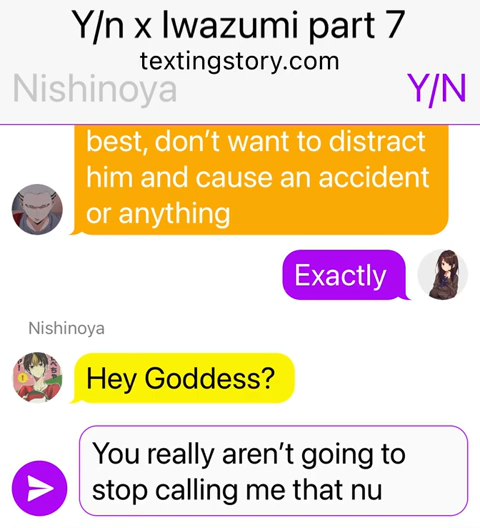 Y/n x Iwazumi part 7
textingstory.com
Nishinoya Y/N
best, don't want to distract
him and cause an accident
or anything
Exactly
Nishinoya
Hey Goddess?
You really aren't going to
stop calling me that nu